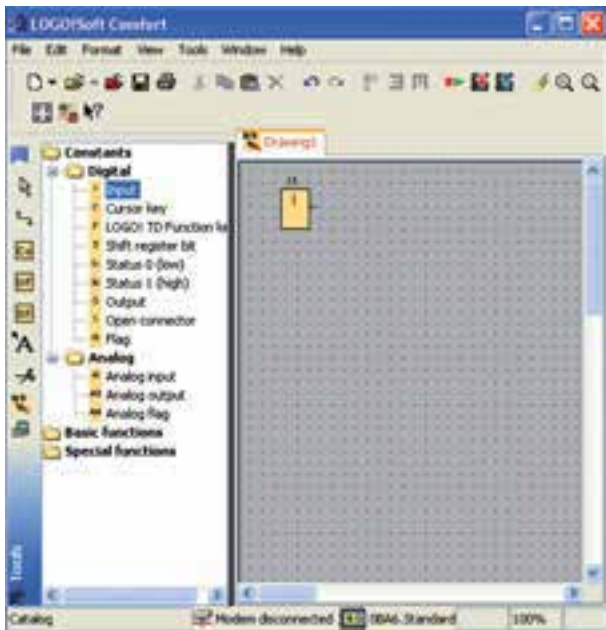 LOGO!Soft Comfort
File Edit Format View Tools Window Help
Drawing1
Constants
Digital
Input
Cursor key
LOGO! TD Function ke
Shift register bit
Status 0 (low)
Status 1 (high)
Output
Open connector
Flag
Analog
Analog input
Analog output
Analog flag
Basic functions
Special functions
I1
I
Tools
Catalog
Modem disconnected
0BA6.Standard
100%